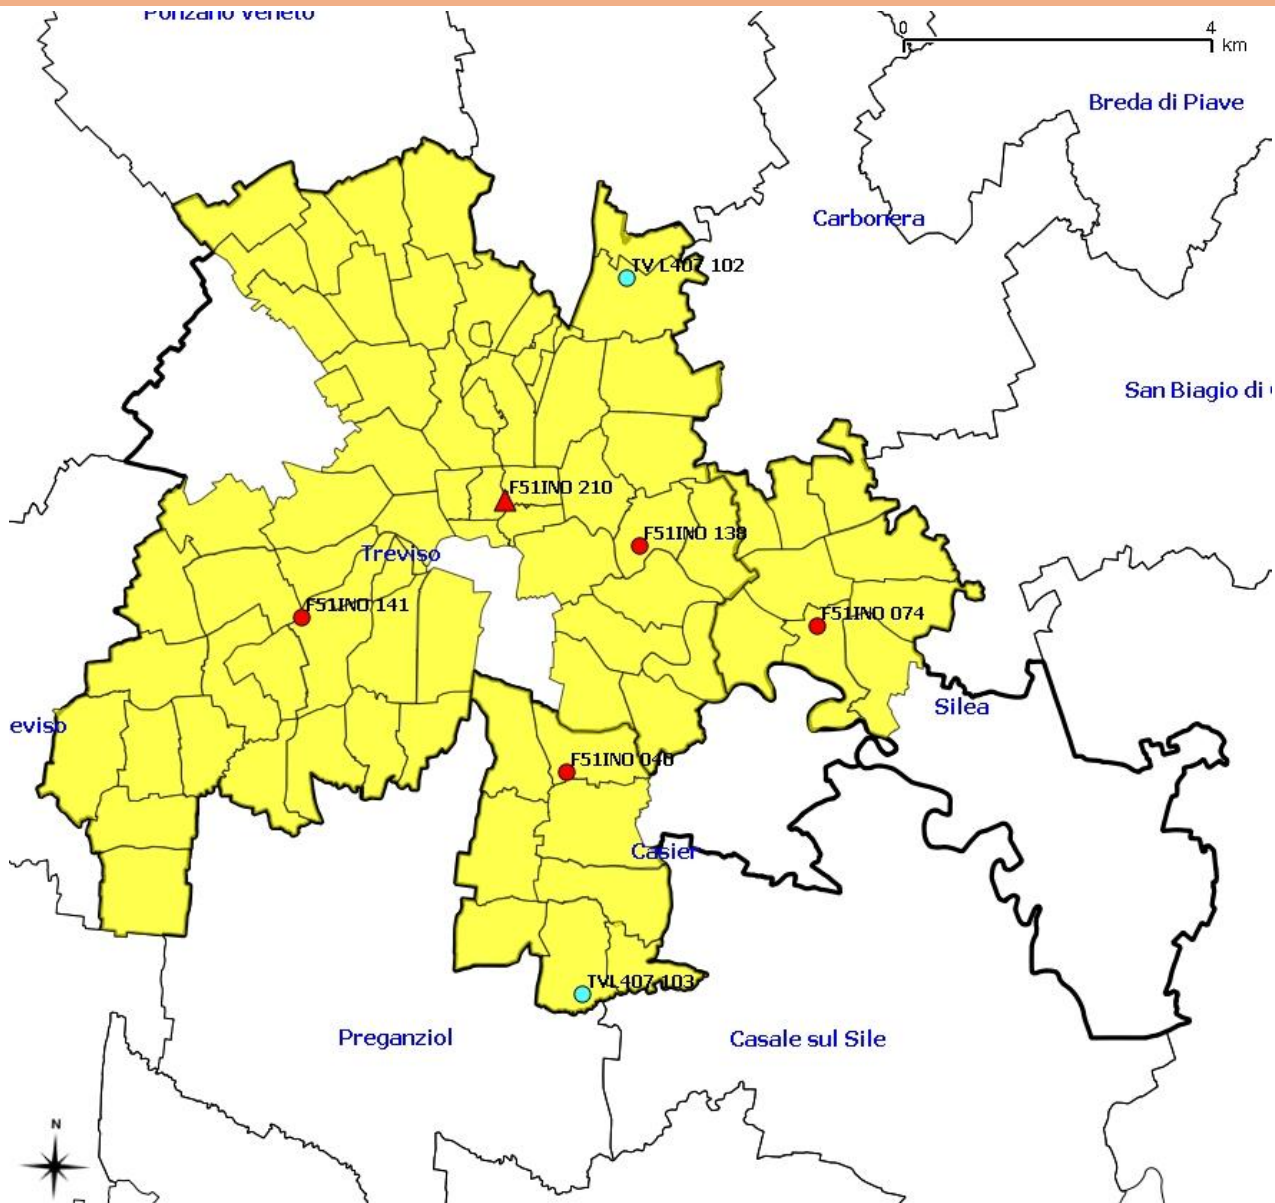 Ponzano Veneto
0 4
km
Breda di Piave
Carbonera
TV L407 102
San Biagio di
F51INO 210
F51INO 138
Treviso
F51INO 141
F51INO 074
Silea
F51INO 040
Casier
TVL407 103
Preganziol
Casale sul Sile
N